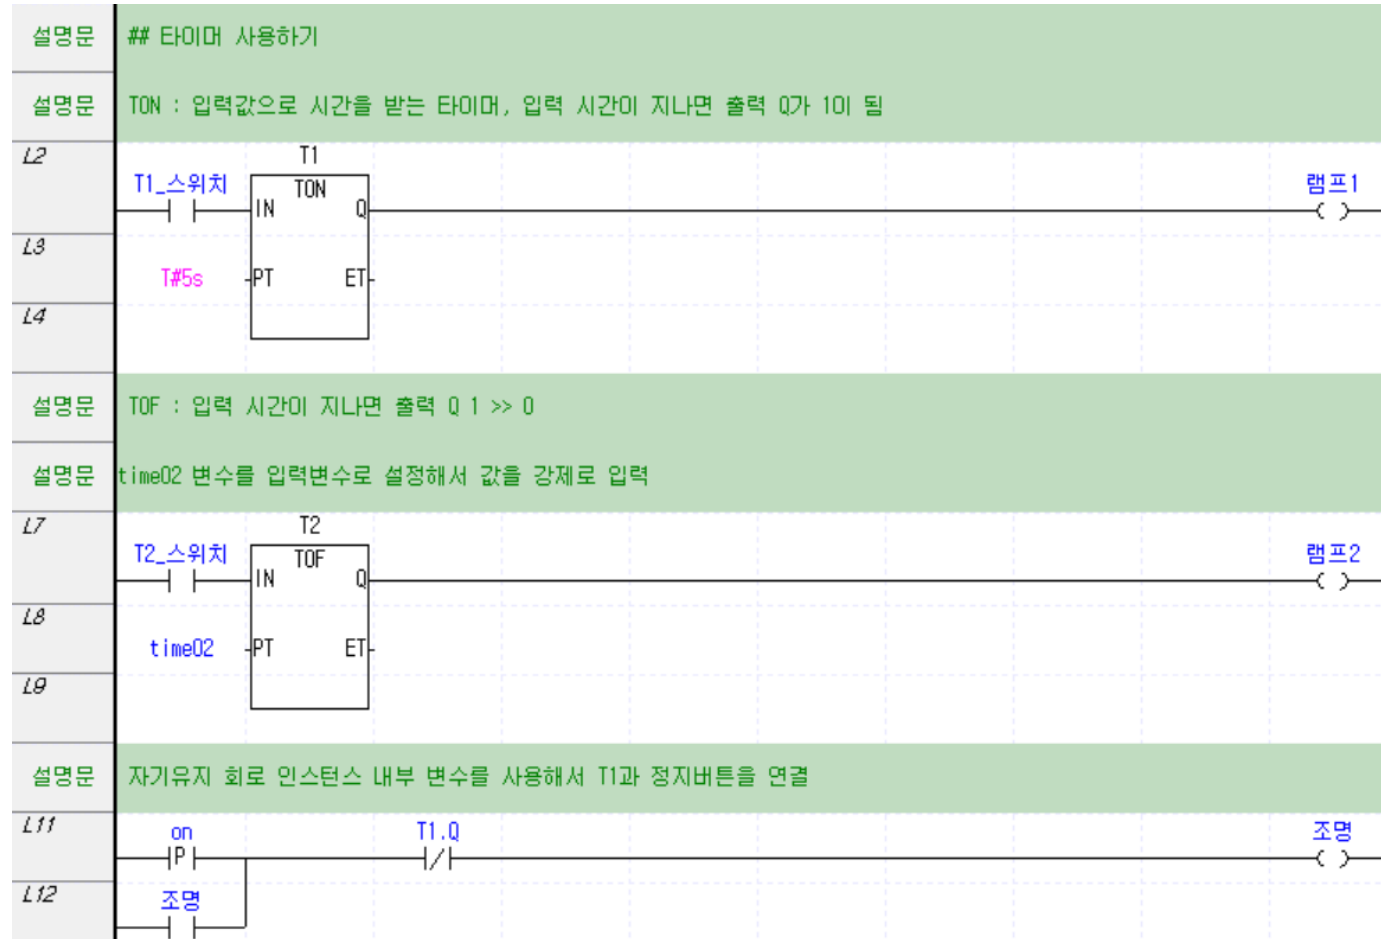 설명문 ## 타이머 사용하기
설명문 TON : 입력값으로 시간을 받는 타이머, 입력 시간이 지나면 출력 Q가 1이 됨
L2 T1
T1_스위치 TON 램프1
IN Q
L3
T#5s PT ET
L4
설명문 TOF : 입력 시간이 지나면 출력 Q 1 >> 0
설명문 time02 변수를 입력변수로 설정해서 값을 강제로 입력
L7 T2
T2_스위치 TOF 램프2
IN Q
L8
time02 PT ET
L9
설명문 자기유지 회로 인스턴스 내부 변수를 사용해서 T1과 정지버튼을 연결
L11 on T1.Q 조명
P /
L12 조명